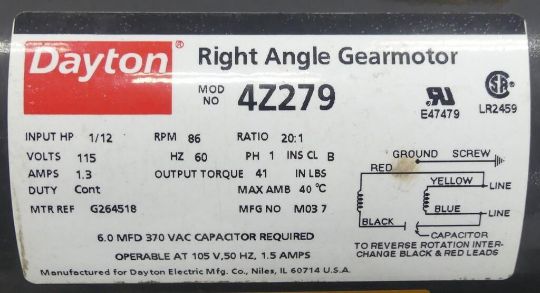 Dayton®
Right Angle Gearmotor
MOD NO 4Z279
E47479
LR2459
INPUT HP 1/12 RPM 86 RATIO 20:1
VOLTS 115 HZ 60 PH 1 INS CL B
AMPS 1.3 OUTPUT TORQUE 41 IN LBS
DUTY Cont MAX AMB 40 °C
MTR REF G264518 MFG NO M03 7
GROUND SCREW
RED
YELLOW
LINE
BLUE
LINE
BLACK
CAPACITOR
TO REVERSE ROTATION INTER-
CHANGE BLACK & RED LEADS
6.0 MFD 370 VAC CAPACITOR REQUIRED
OPERABLE AT 105 V,50 HZ, 1.5 AMPS
Manufactured for Dayton Electric Mfg. Co., Niles, IL 60714 U.S.A.